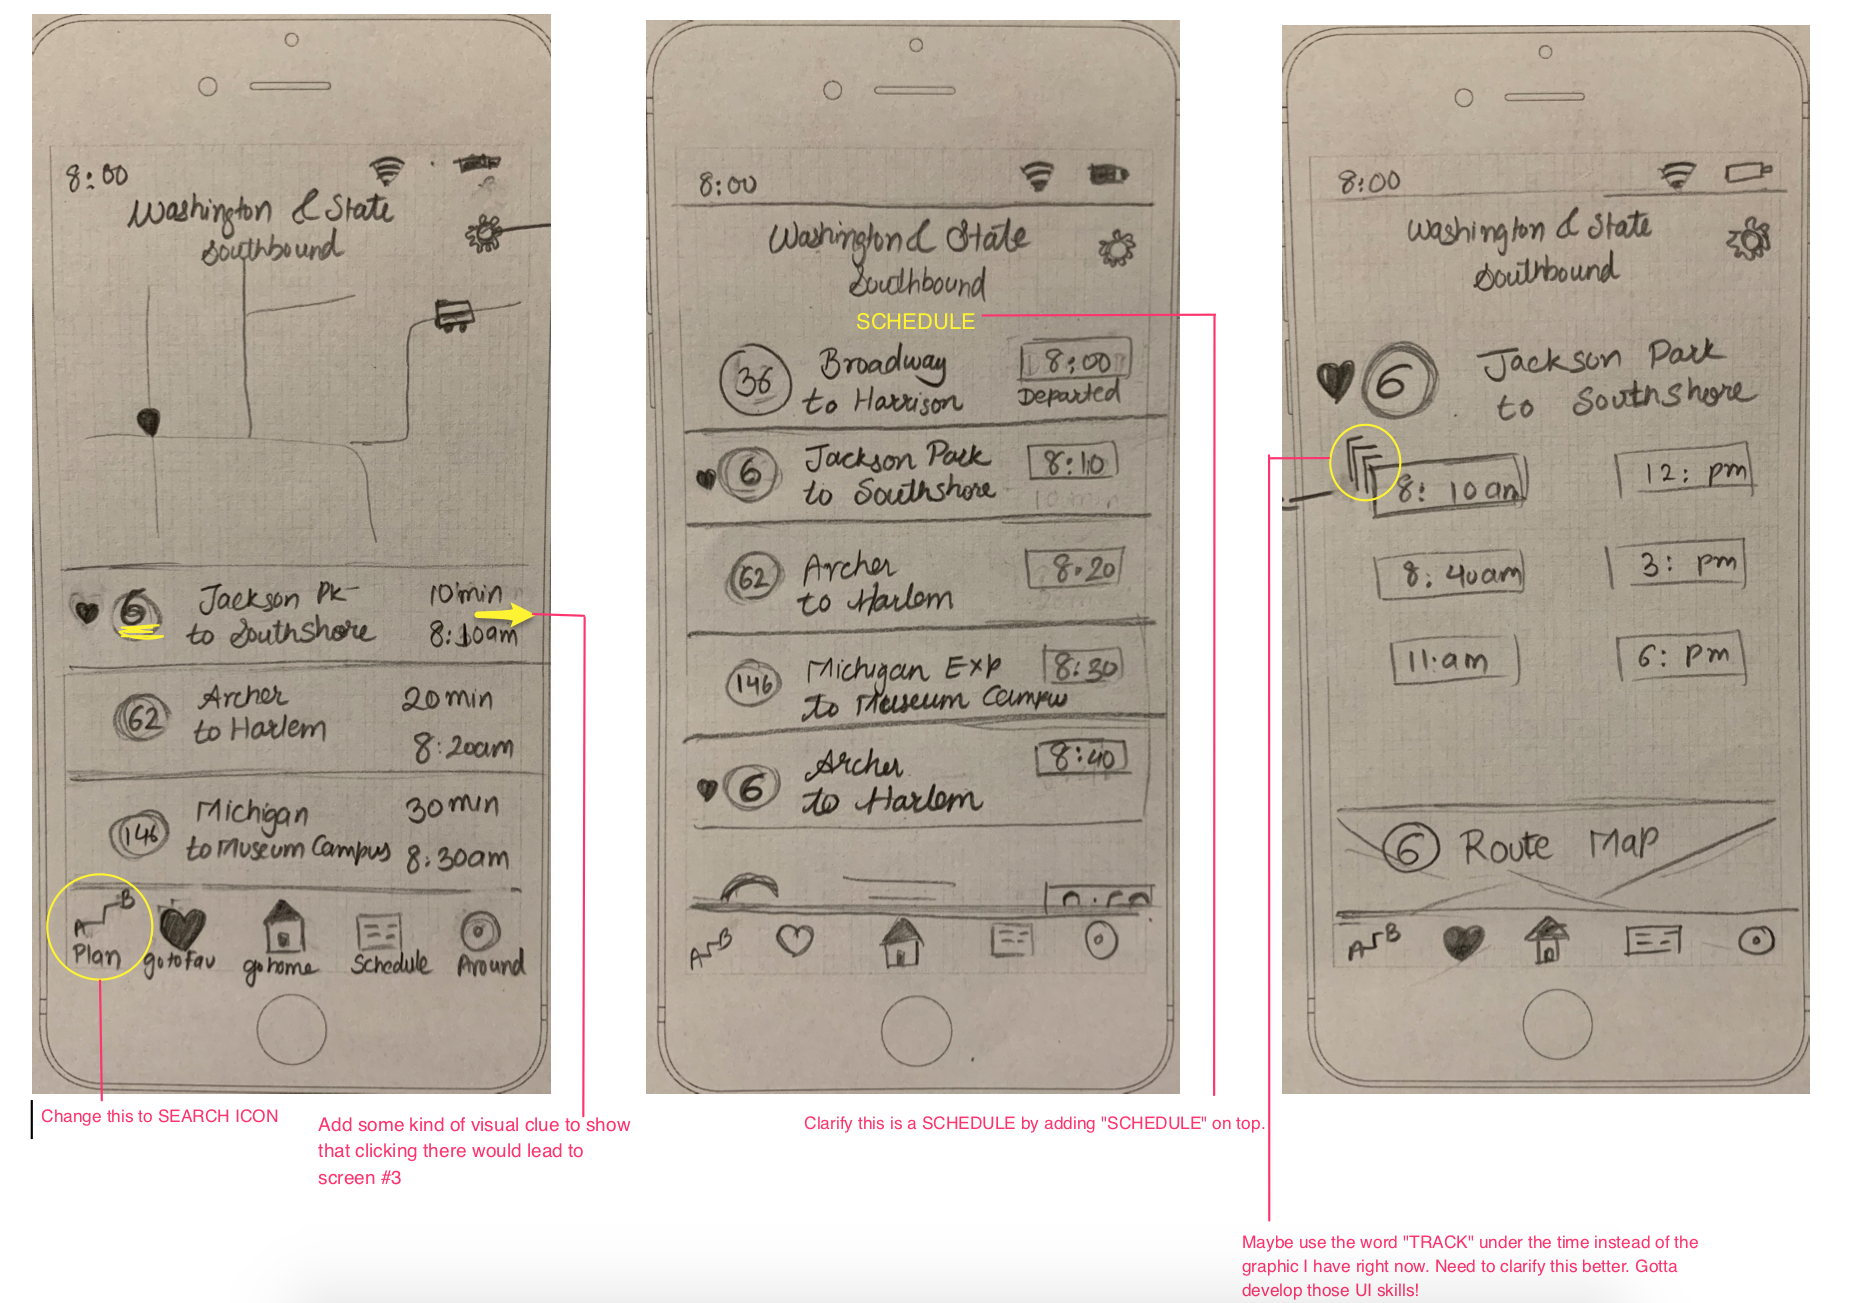 8:00
Washington & State
Southbound
6
Jackson Pk
to Southshore
10 min
8:10am
62
Archer
to Harlem
20 min
8:20am
146
Michigan
to Museum Campus
30 min
8:30am
A B
Plan
go to Fav
go home
Schedule
Around
Change this to SEARCH ICON
Add some kind of visual clue to show
that clicking there would lead to
screen #3
8:00
Washington & State
Southbound
SCHEDULE
36
Broadway
to Harrison
8:00
Departed
6
Jackson Park
to Southshore
8:10
10 min
62
Archer
to Harlem
8:20
146
Michigan Exp
to Museum Campus
8:30
6
Archer
to Harlem
8:40
A B
Clarify this is a SCHEDULE by adding "SCHEDULE" on top.
8:00
Washington & State
Southbound
6
Jackson Park
to Southshore
8:10am
12: pm
8:40am
3: pm
11:am
6: pm
6 Route Map
A B
Maybe use the word "TRACK" under the time instead of the
graphic I have right now. Need to clarify this better. Gotta
develop those UI skills!